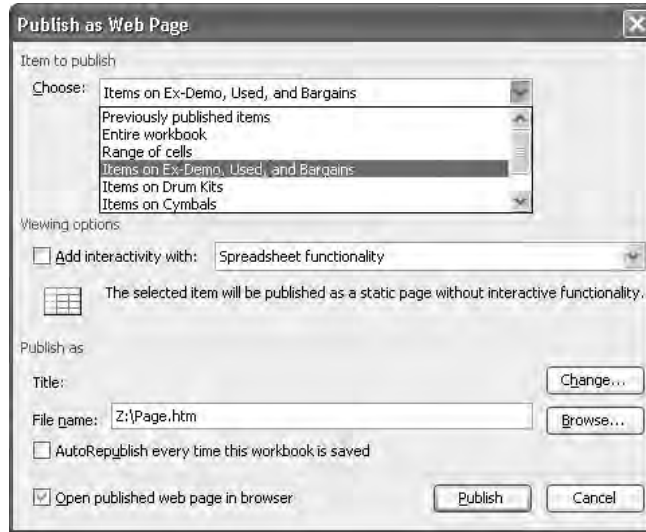 Publish as Web Page
Item to publish
Choose: Items on Ex-Demo, Used, and Bargains
Previously published items
Entire workbook
Range of cells
Items on Ex-Demo, Used, and Bargains
Items on Drum Kits
Items on Cymbals
Viewing options
Add interactivity with: Spreadsheet functionality
The selected item will be published as a static page without interactive functionality.
Publish as
Title: Change...
File name: Z:\Page.htm Browse...
AutoRepublish every time this workbook is saved
Open published web page in browser Publish Cancel